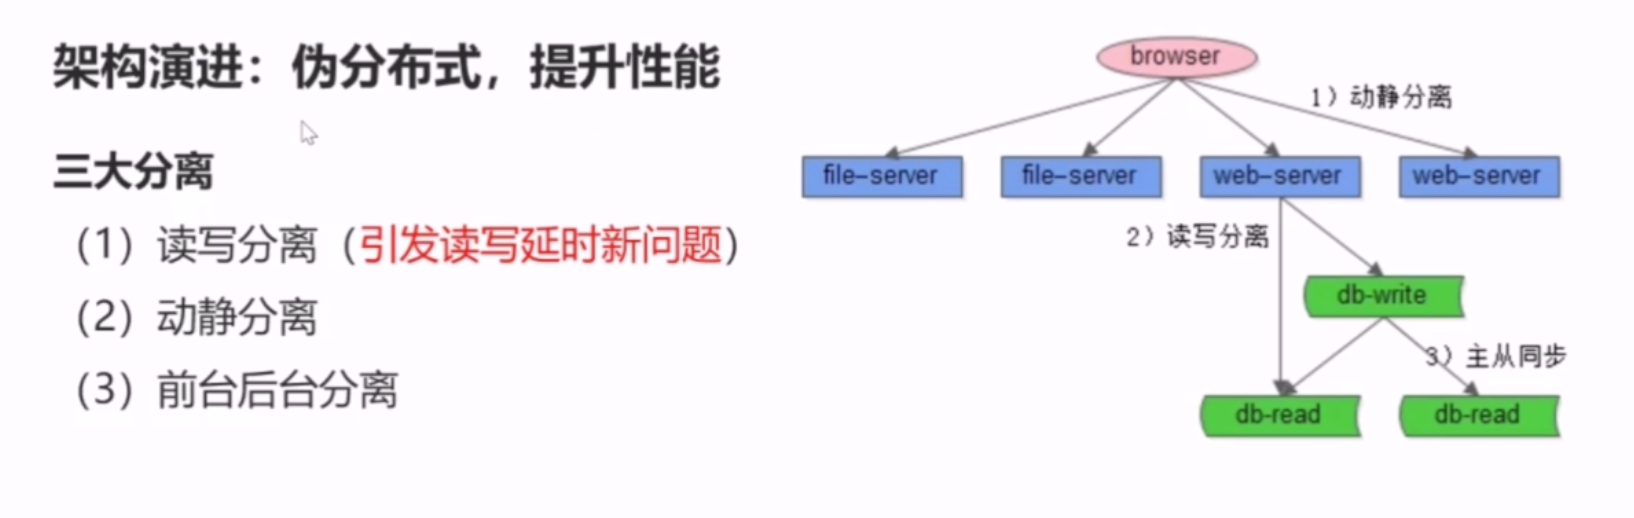 架构演进：伪分布式，提升性能
三大分离
（1）读写分离（引发读写延时新问题）
（2）动静分离
（3）前台后台分离
browser
1）动静分离
file-server
file-server
web-server
web-server
2）读写分离
db-write
3）主从同步
db-read
db-read